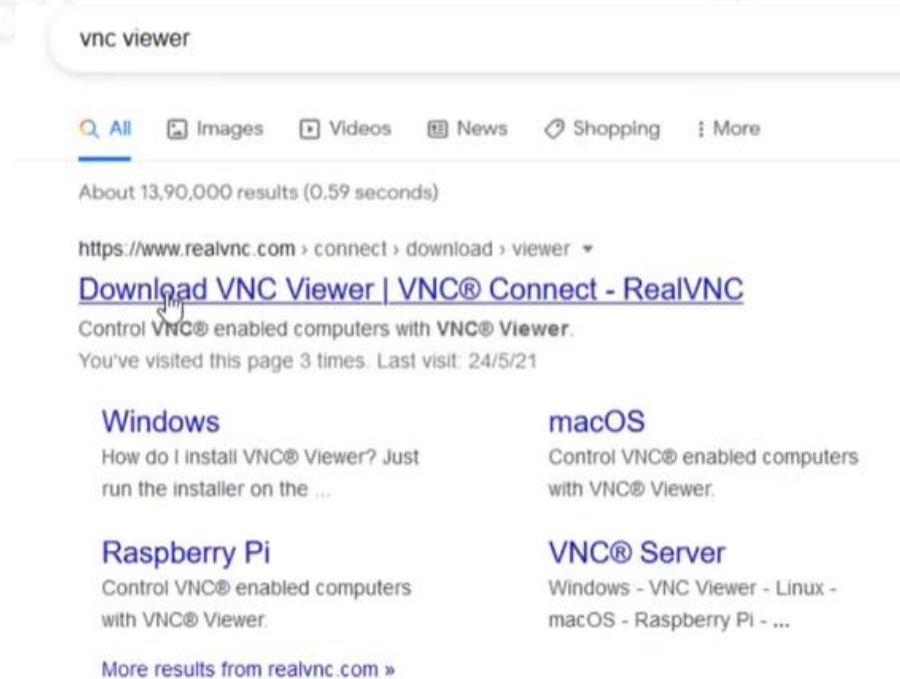 vnc viewer
All Images Videos News Shopping More
About 13,90,000 results (0.59 seconds)
https://www.realvnc.com › connect › download › viewer
Download VNC Viewer | VNC® Connect - RealVNC
Control VNC® enabled computers with VNC® Viewer.
You've visited this page 3 times. Last visit: 24/5/21
Windows
How do I install VNC® Viewer? Just
run the installer on the ...
macOS
Control VNC® enabled computers
with VNC® Viewer.
Raspberry Pi
Control VNC® enabled computers
with VNC® Viewer.
VNC® Server
Windows - VNC Viewer - Linux -
macOS - Raspberry Pi - ...
More results from realvnc.com »